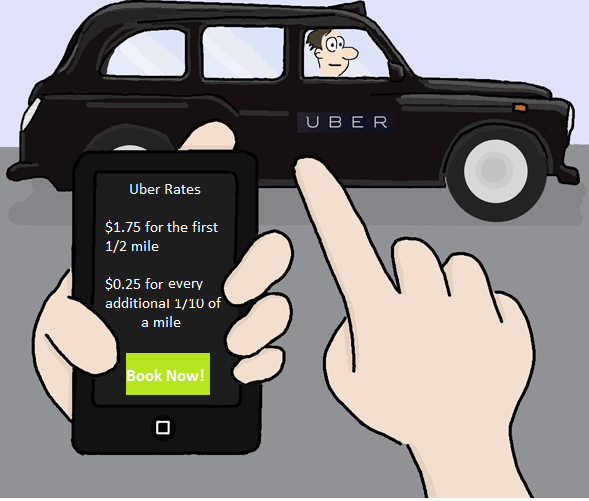 UBER
Uber Rates
$1.75 for the first
1/2 mile
$0.25 for every
additional 1/10 of
a mile
Book Now!